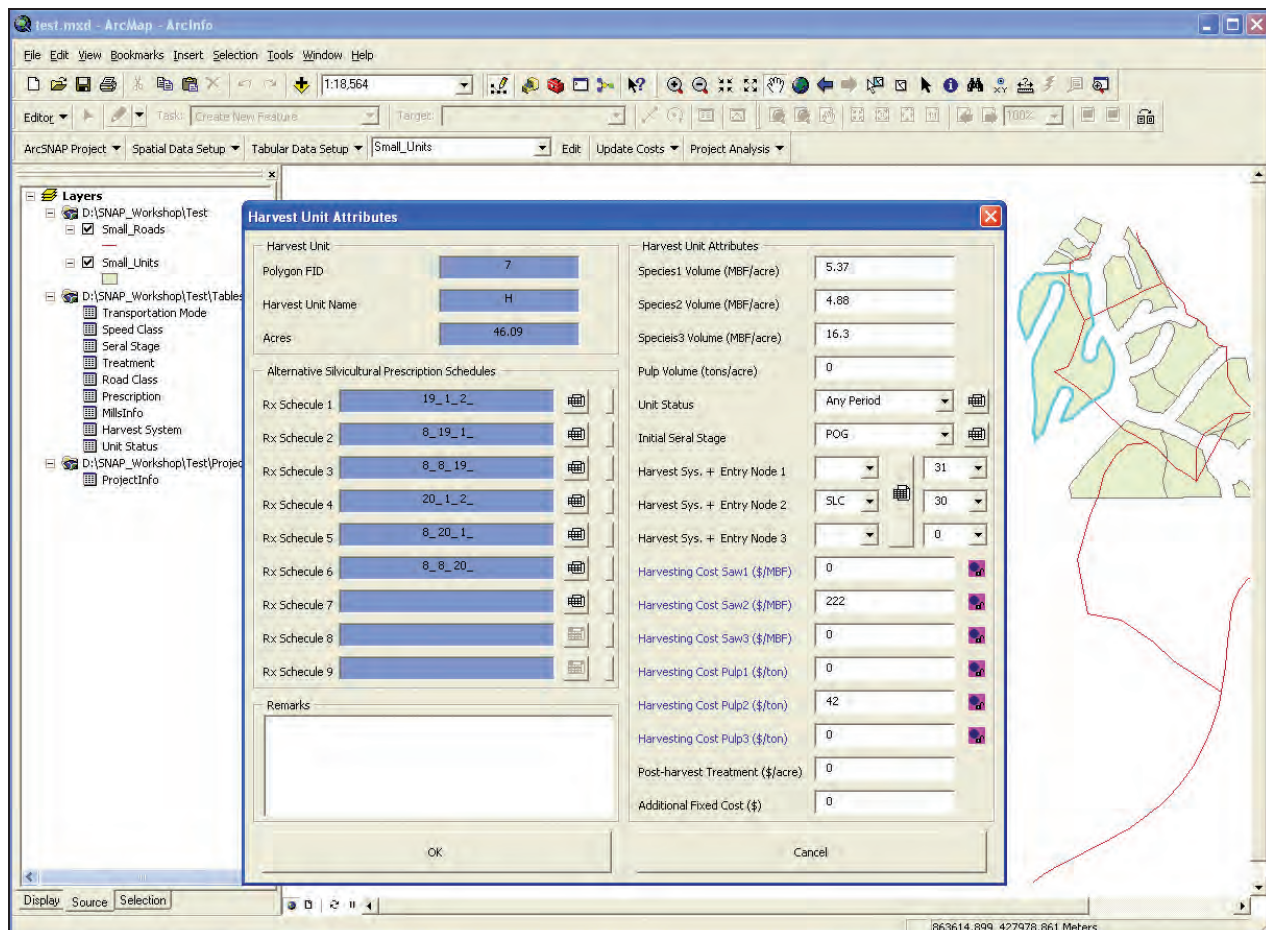 test.mxd - ArcMap - ArcInfo
File Edit View Bookmarks Insert Selection Tools Window Help
1:18,564
Editor Task: Create New Feature Target: 100%
ArcSNAP Project Spatial Data Setup Tabular Data Setup Small_Units Edit Update Costs Project Analysis
Layers
D:\SNAP_Workshop\Test
Small_Roads
Small_Units
D:\SNAP_Workshop\Test\Tables
Transportation Mode
Speed Class
Seral Stage
Treatment
Road Class
Prescription
MillsInfo
Harvest System
Unit Status
D:\SNAP_Workshop\Test\Projec
ProjectInfo
Display Source Selection
Harvest Unit Attributes
Harvest Unit
Polygon FID 7
Harvest Unit Name H
Acres 46.09
Alternative Silvicultural Prescription Schedules
Rx Schecule 1 19_1_2_
Rx Schecule 2 8_19_1_
Rx Schecule 3 8_8_19_
Rx Schecule 4 20_1_2_
Rx Schecule 5 8_20_1_
Rx Schecule 6 8_8_20_
Rx Schecule 7
Rx Schecule 8
Rx Schecule 9
Remarks
Harvest Unit Attributes
Species1 Volume (MBF/acre) 5.37
Species2 Volume (MBF/acre) 4.88
Specieis3 Volume (MBF/acre) 16.3
Pulp Volume (tons/acre) 0
Unit Status Any Period
Initial Seral Stage POG
Harvest Sys. + Entry Node 1 31
Harvest Sys. + Entry Node 2 SLC 30
Harvest Sys. + Entry Node 3 0
Harvesting Cost Saw1 ($/MBF) 0
Harvesting Cost Saw2 ($/MBF) 222
Harvesting Cost Saw3 ($/MBF) 0
Harvesting Cost Pulp1 ($/ton) 0
Harvesting Cost Pulp2 ($/ton) 42
Harvesting Cost Pulp3 ($/ton) 0
Post-harvest Treatment ($/acre) 0
Additional Fixed Cost ($) 0
OK Cancel
863614.899 427978.861 Meters